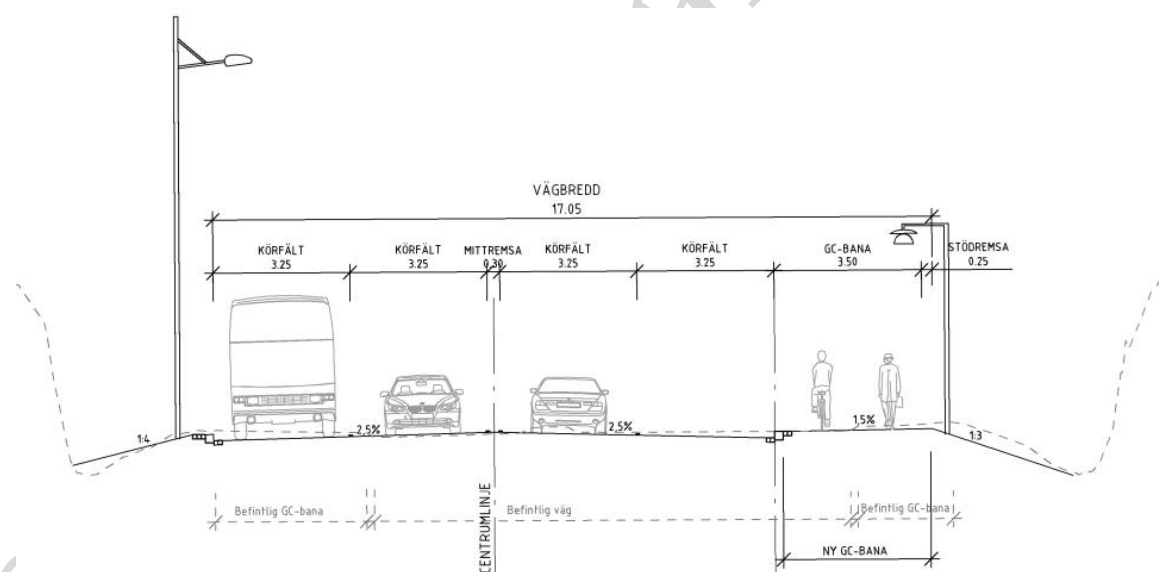 VÄGBREDD
17.05
KÖRFÄLT
3.25
KÖRFÄLT
3.25
MITTREMSA
0.30
KÖRFÄLT
3.25
KÖRFÄLT
3.25
GC-BANA
3.50
STÖDREMSA
0.25
1:4
2,5%
2,5%
1,5%
1:3
Befintlig GC-bana
CENTRUMLINJE
Befintlig väg
Befintlig GC-bana
NY GC-BANA